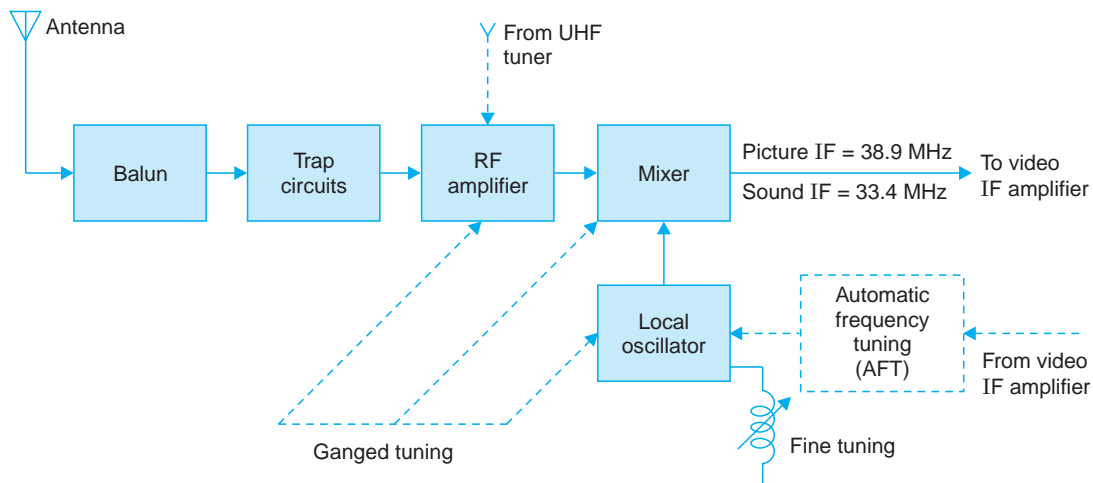 Antenna
From UHF
tuner
Balun
Trap
circuits
RF
amplifier
Mixer
Picture IF = 38.9 MHz
Sound IF = 33.4 MHz
To video
IF amplifier
Local
oscillator
Automatic
frequency
tuning
(AFT)
From video
IF amplifier
Ganged tuning
Fine tuning